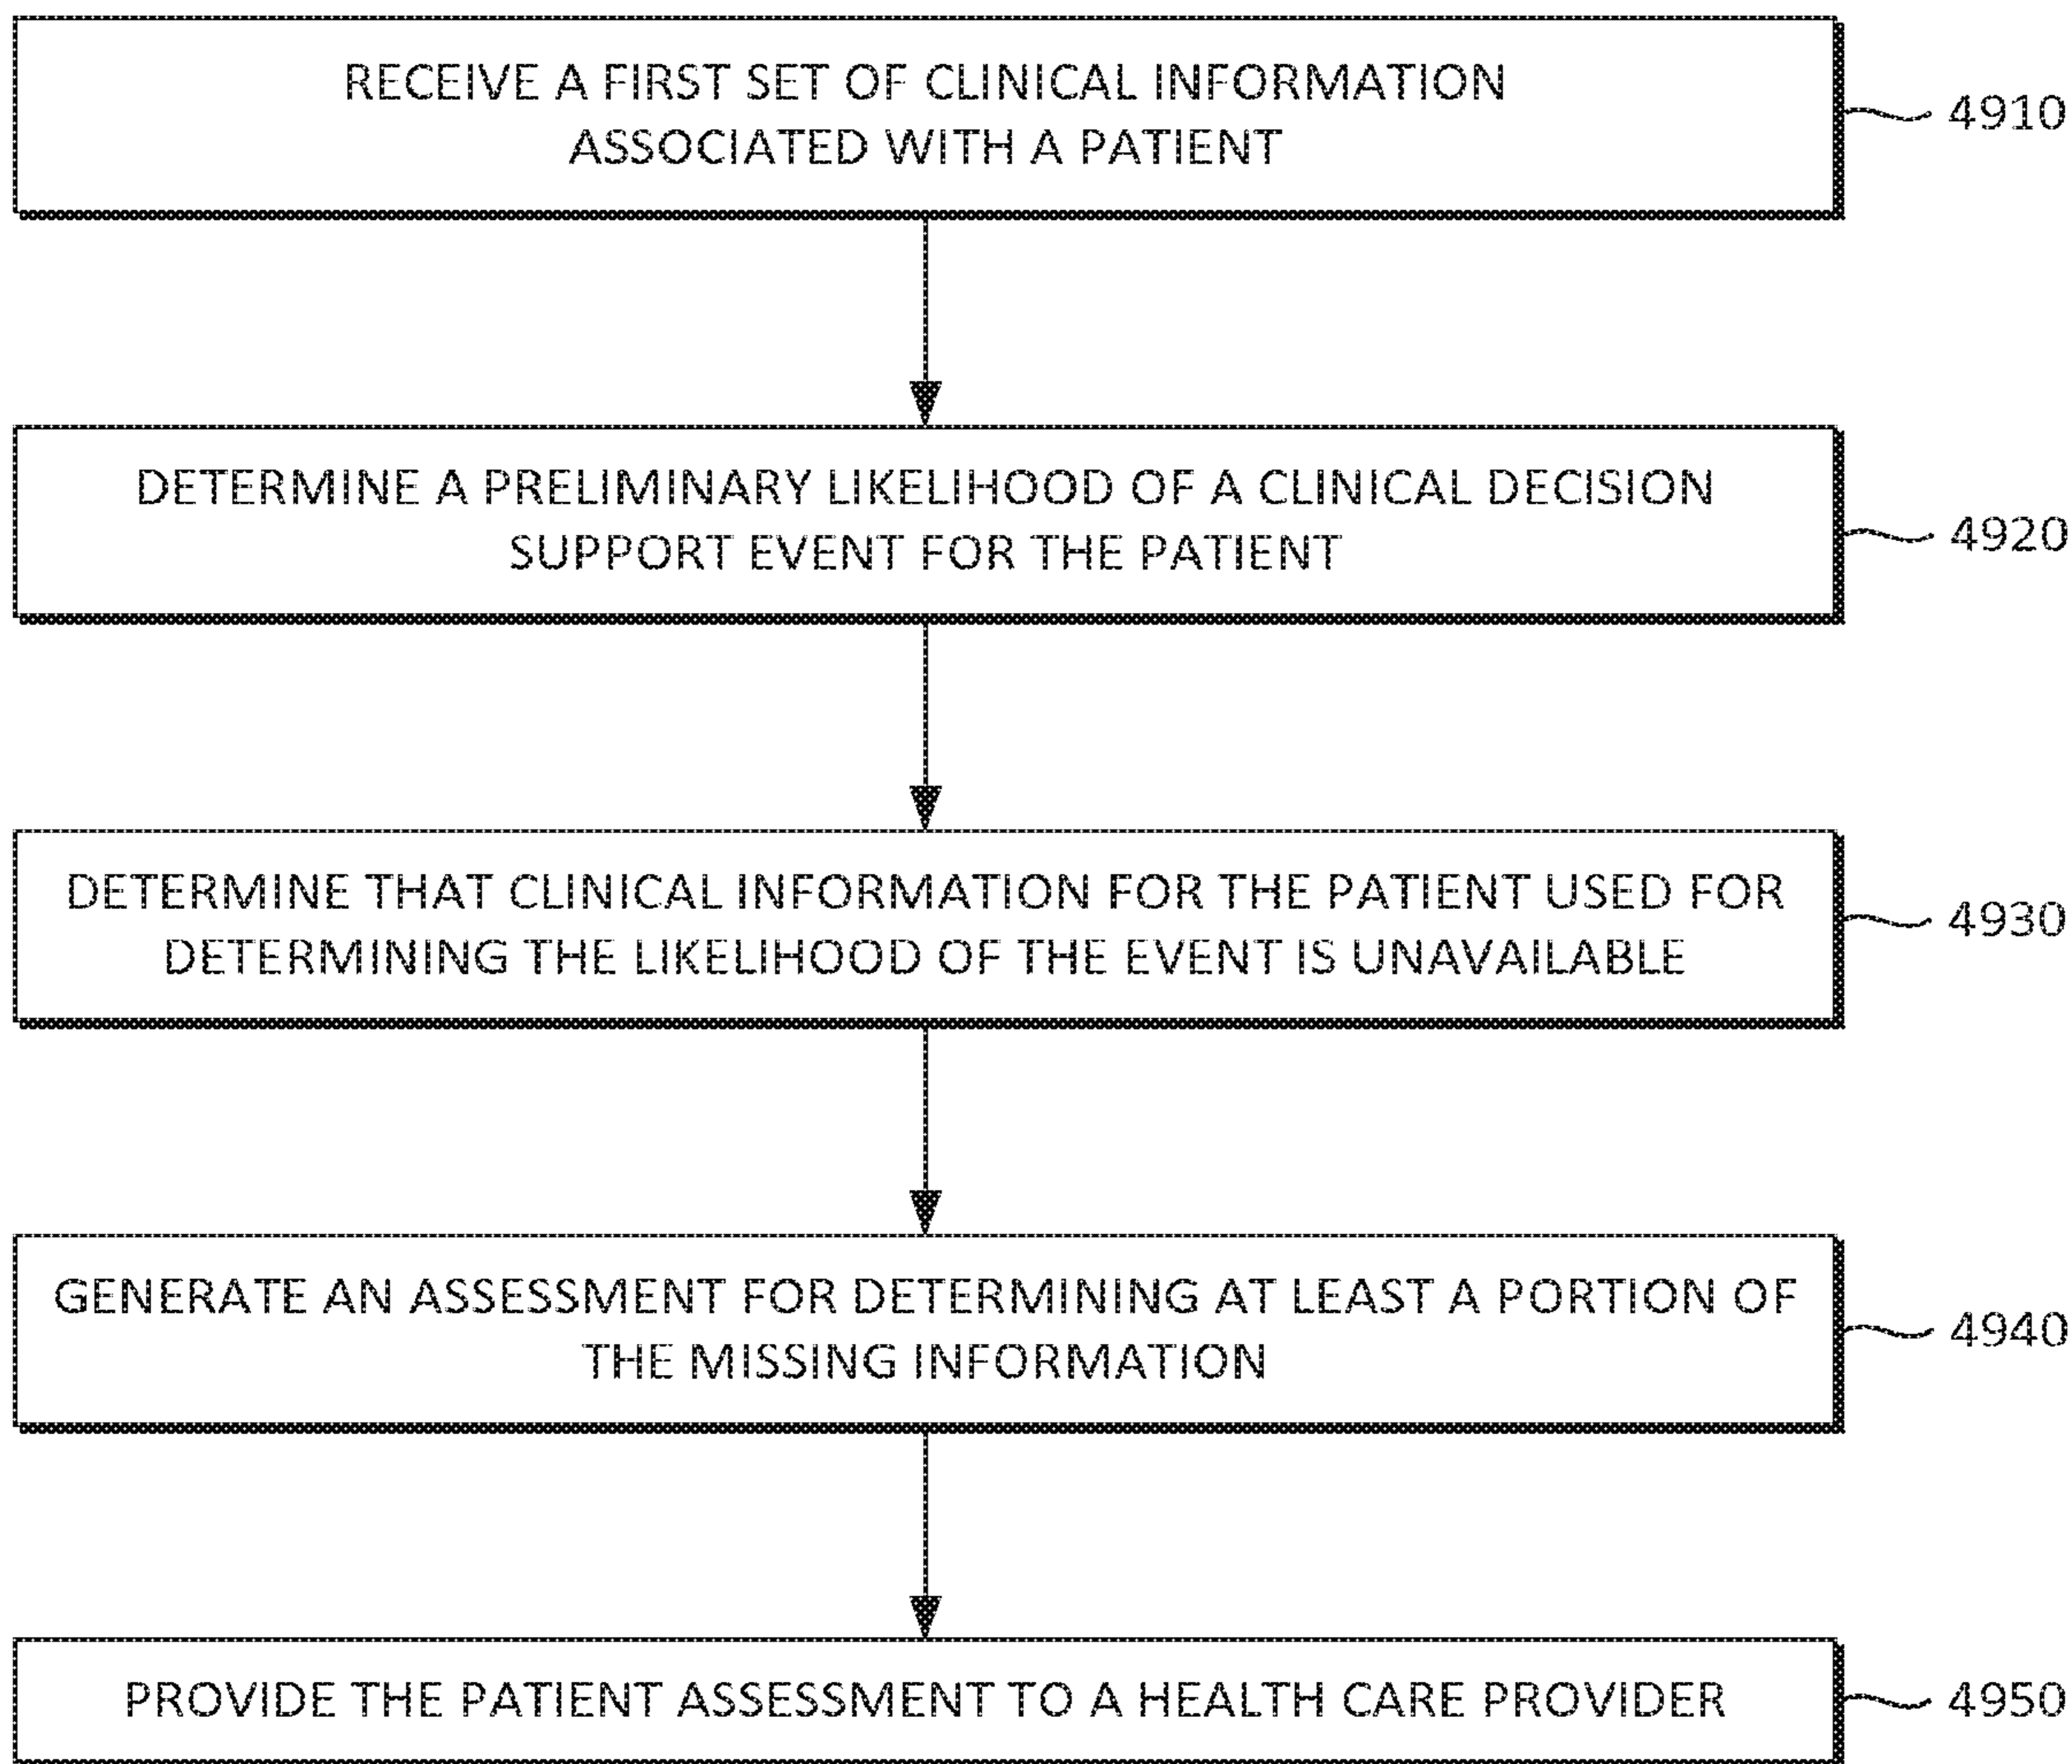 RECEIVE A FIRST SET OF CLINICAL INFORMATION
ASSOCIATED WITH A PATIENT
4910
DETERMINE A PRELIMINARY LIKELIHOOD OF A CLINICAL DECISION
SUPPORT EVENT FOR THE PATIENT
4920
DETERMINE THAT CLINICAL INFORMATION FOR THE PATIENT USED FOR
DETERMINING THE LIKELIHOOD OF THE EVENT IS UNAVAILABLE
4930
GENERATE AN ASSESSMENT FOR DETERMINING AT LEAST A PORTION OF
THE MISSING INFORMATION
4940
PROVIDE THE PATIENT ASSESSMENT TO A HEALTH CARE PROVIDER
4950